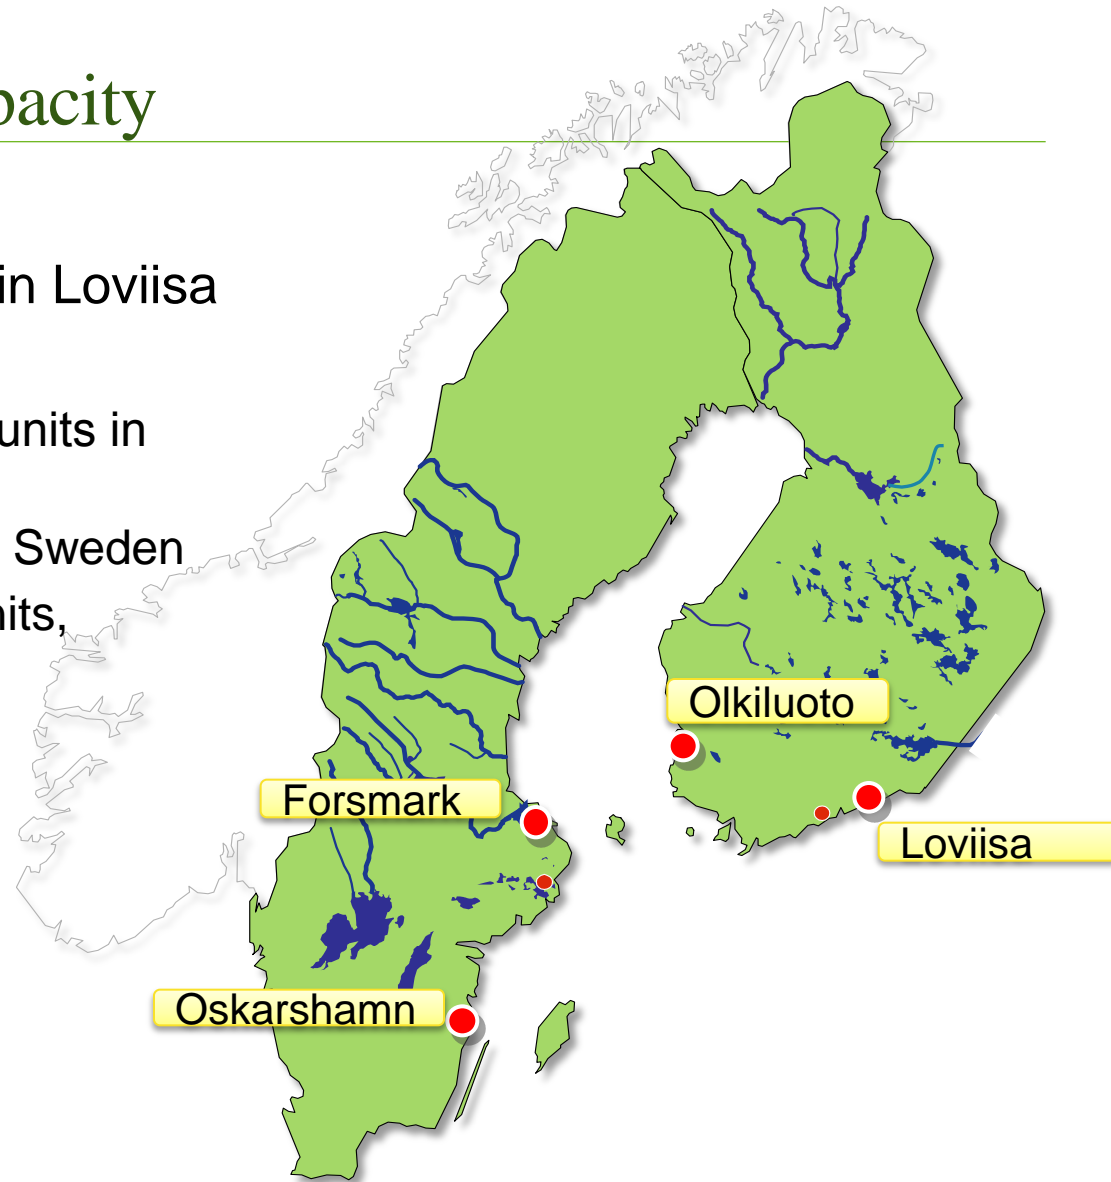 pacity
in Loviisa
units in
Sweden
nits,
Olkiluoto
Forsmark
Loviisa
Oskarshamn